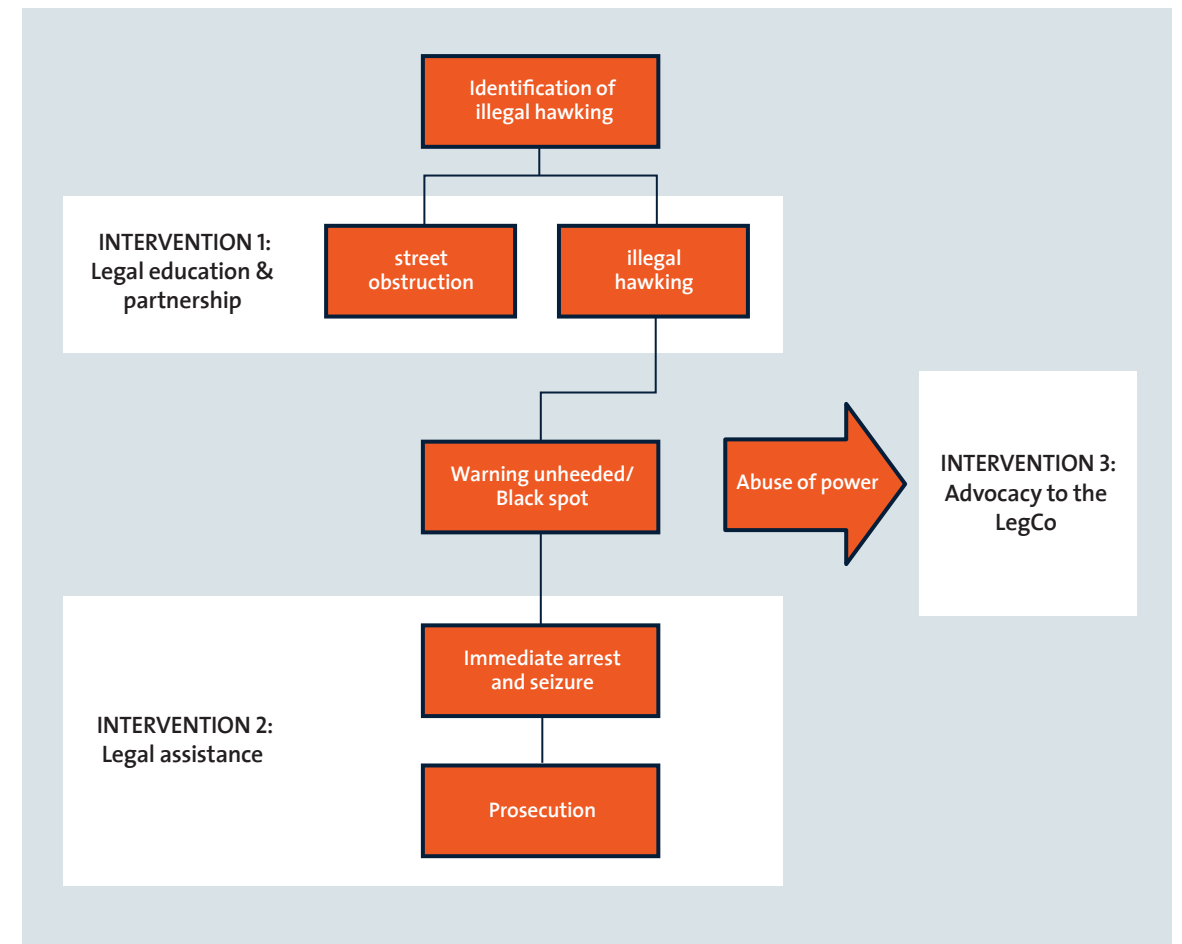 Identification of
illegal hawking
INTERVENTION 1:
Legal education &
partnership
street
obstruction
illegal
hawking
Warning unheeded/
Black spot
Abuse of power
INTERVENTION 3:
Advocacy to the
LegCo
Immediate arrest
and seizure
INTERVENTION 2:
Legal assistance
Prosecution